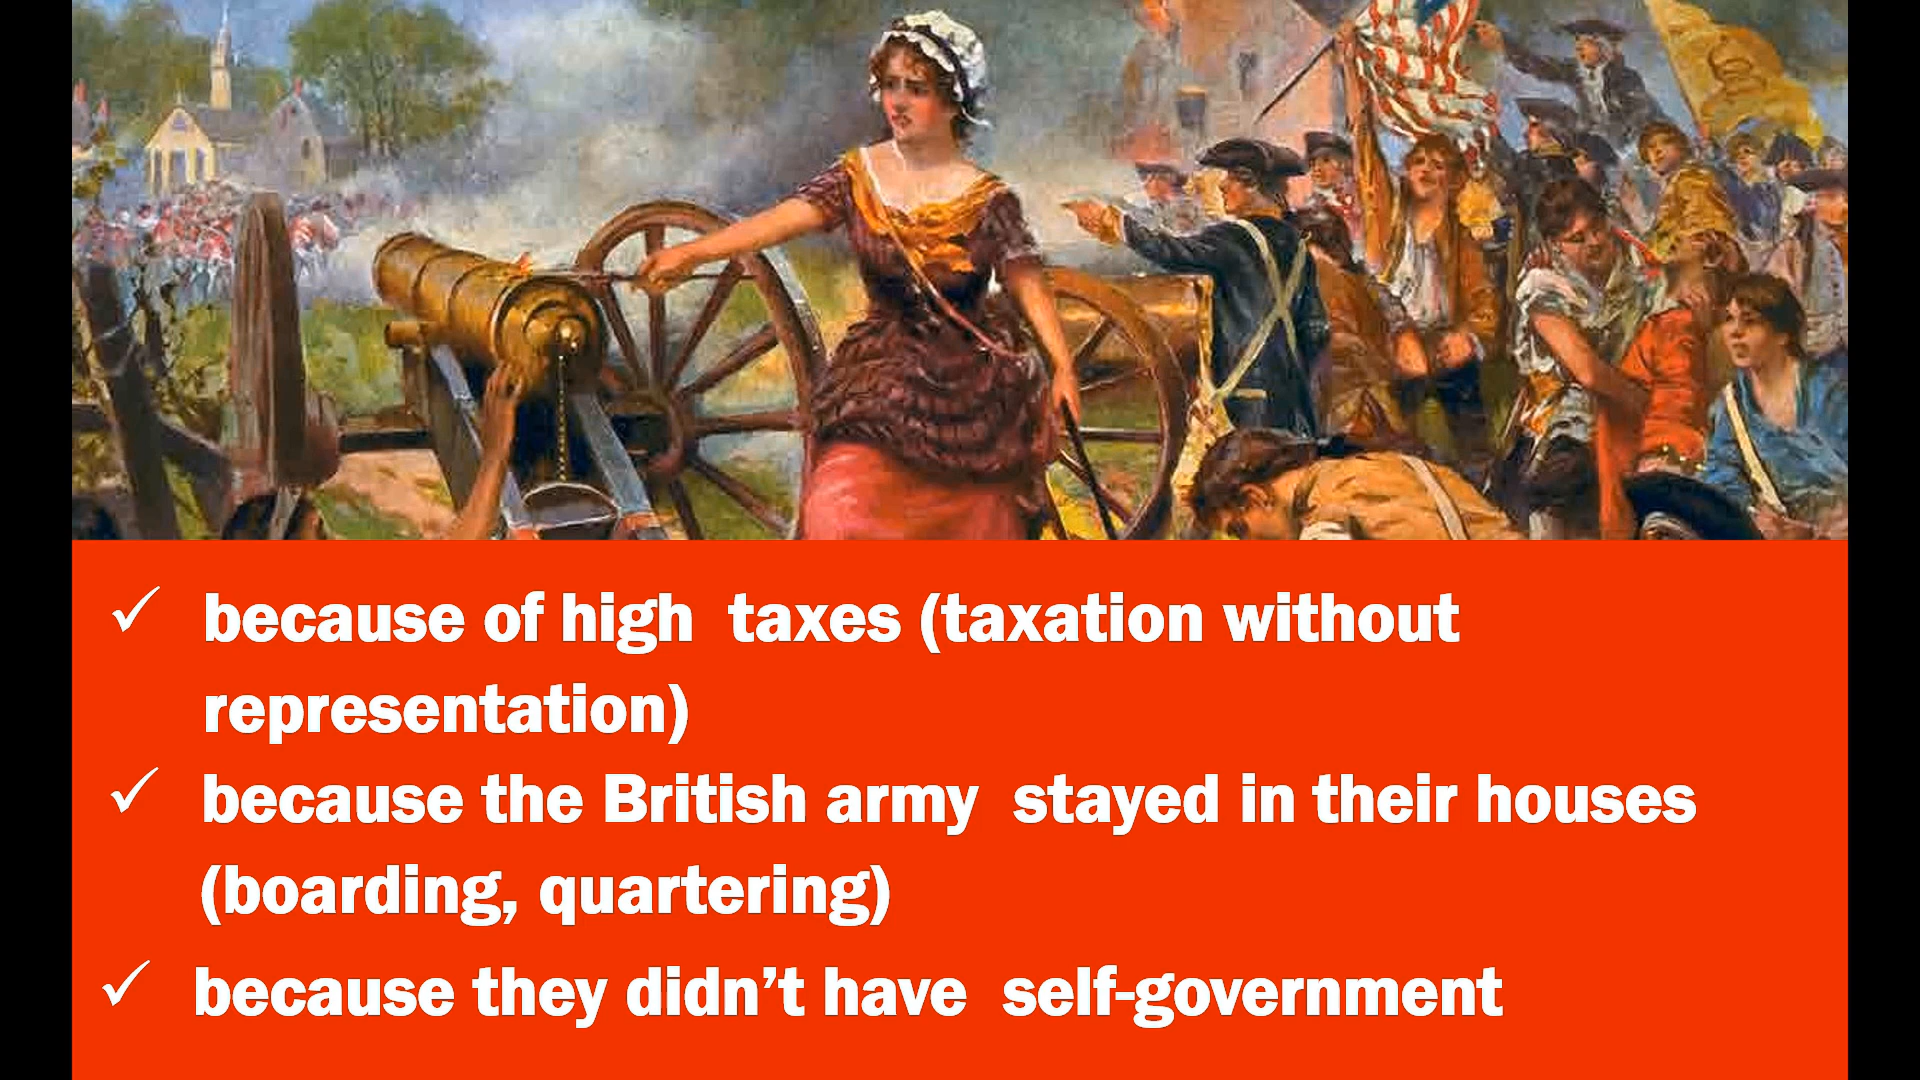 ✓ because of high taxes (taxation without
representation)
✓ because the British army stayed in their houses
(boarding, quartering)
✓ because they didn’t have self-government